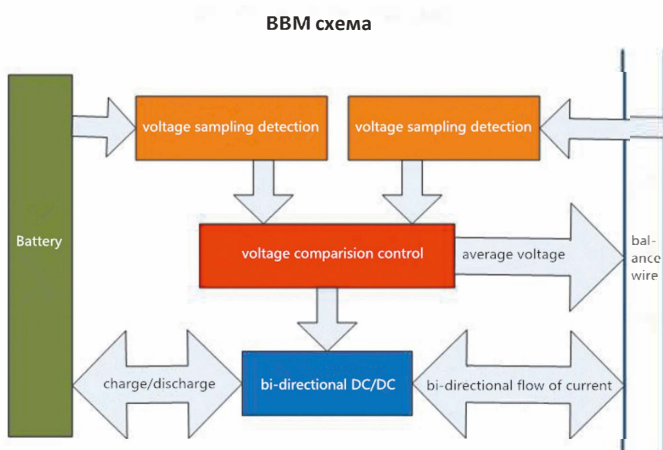 BBM схема
voltage sampling detection
voltage sampling detection
Battery
voltage comparision control
average voltage
bal-
ance
wire
charge/discharge
bi-directional DC/DC
bi-directional flow of current